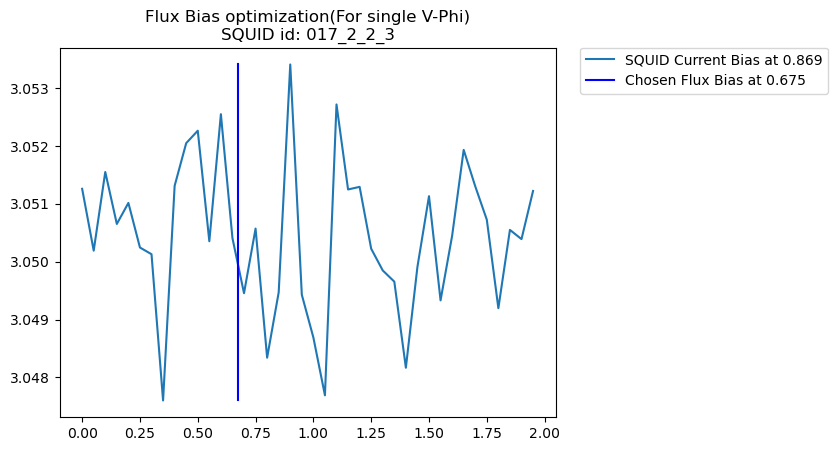 Flux Bias optimization(For single V-Phi)
SQUID id: 017_2_2_3
SQUID Current Bias at 0.869
Chosen Flux Bias at 0.675
3.053
3.052
3.051
3.050
3.049
3.048
0.00 0.25 0.50 0.75 1.00 1.25 1.50 1.75 2.00